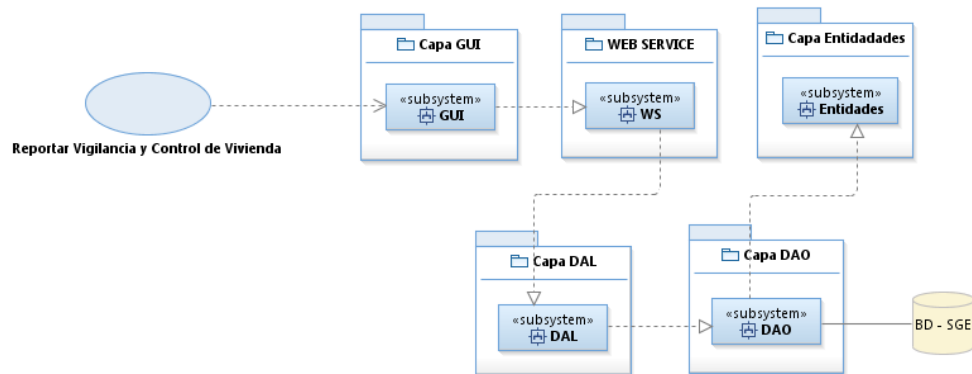 Capa GUI
«subsystem»
GUI
WEB SERVICE
«subsystem»
WS
Capa Entidadades
«subsystem»
Entidades
Reportar Vigilancia y Control de Vivienda
Capa DAL
«subsystem»
DAL
Capa DAO
«subsystem»
DAO
BD - SGE